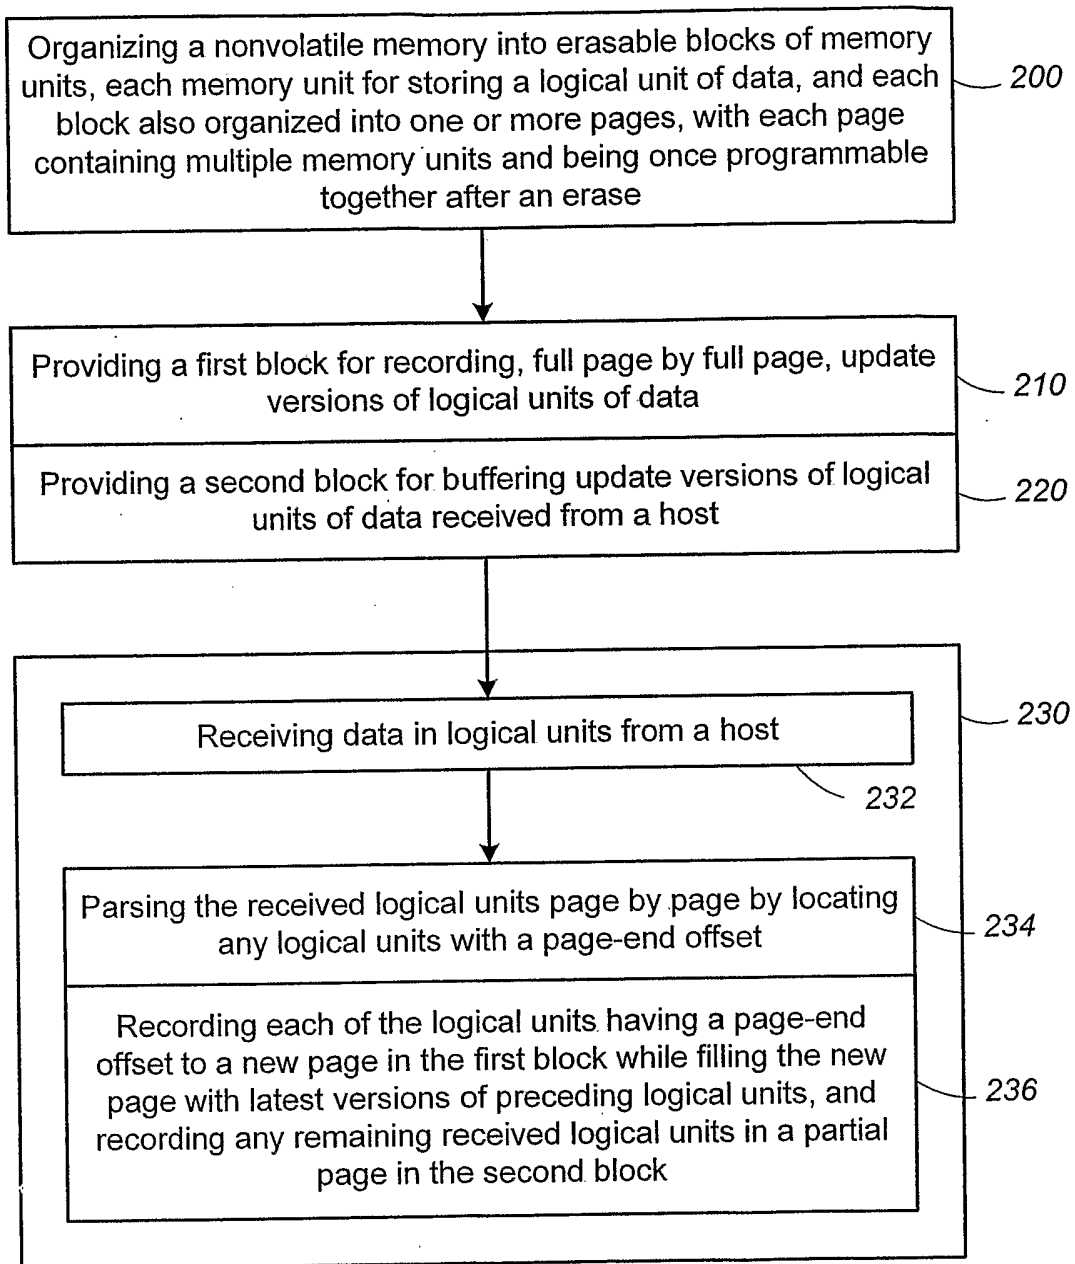 Organizing a nonvolatile memory into erasable blocks of memory
units, each memory unit for storing a logical unit of data, and each
block also organized into one or more pages, with each page
containing multiple memory units and being once programmable
together after an erase
200
Providing a first block for recording, full page by full page, update
versions of logical units of data
210
Providing a second block for buffering update versions of logical
units of data received from a host
220
230
Receiving data in logical units from a host
232
Parsing the received logical units page by page by locating
any logical units with a page-end offset
234
Recording each of the logical units having a page-end
offset to a new page in the first block while filling the new
page with latest versions of preceding logical units, and
recording any remaining received logical units in a partial
page in the second block
236